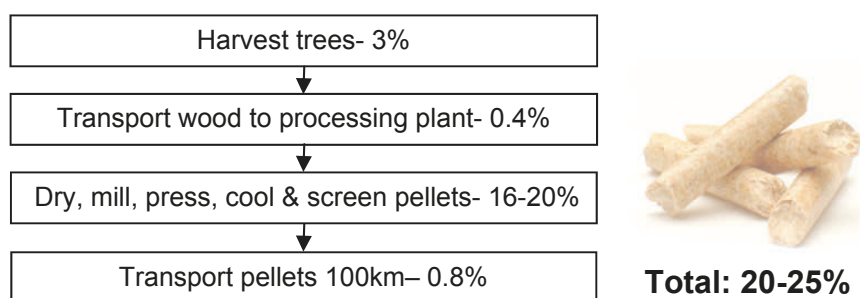 Harvest trees- 3%
Transport wood to processing plant- 0.4%
Dry, mill, press, cool & screen pellets- 16-20%
Transport pellets 100km– 0.8%
Total: 20-25%